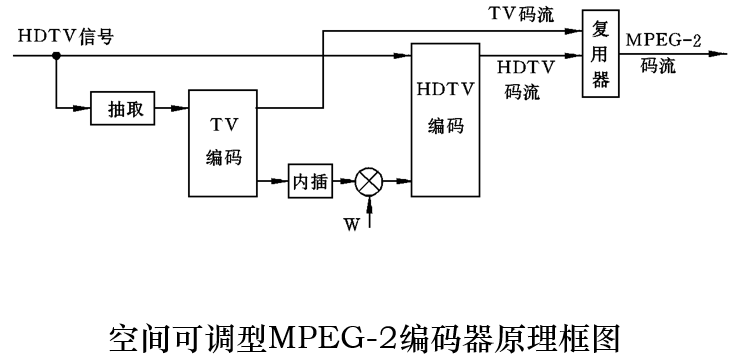 TV码流
HDTV信号
复用器
MPEG-2
码流
HDTV
码流
HDTV
编码
抽取
TV
编码
内插
W
空间可调型MPEG-2编码器原理框图